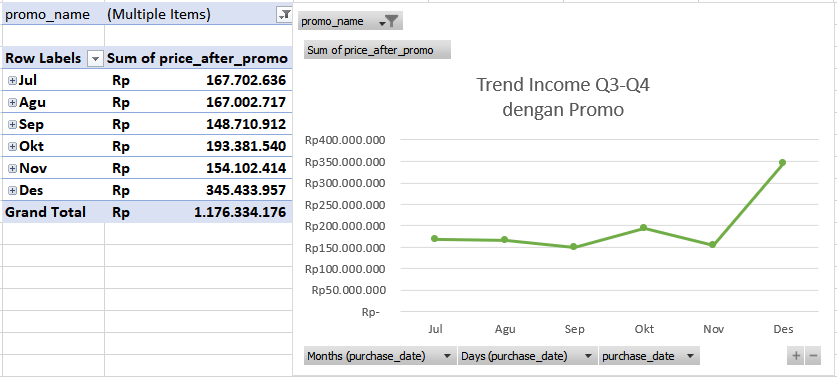 promo_name (Multiple Items)
Row Labels Sum of price_after_promo
Jul Rp 167.702.636
Agu Rp 167.002.717
Sep Rp 148.710.912
Okt Rp 193.381.540
Nov Rp 154.102.414
Des Rp 345.433.957
Grand Total Rp 1.176.334.176
promo_name
Sum of price_after_promo
Trend Income Q3-Q4
dengan Promo
Rp400.000.000
Rp350.000.000
Rp300.000.000
Rp250.000.000
Rp200.000.000
Rp150.000.000
Rp100.000.000
Rp50.000.000
Rp-
Jul Agu Sep Okt Nov Des
Months (purchase_date) Days (purchase_date) purchase_date + -